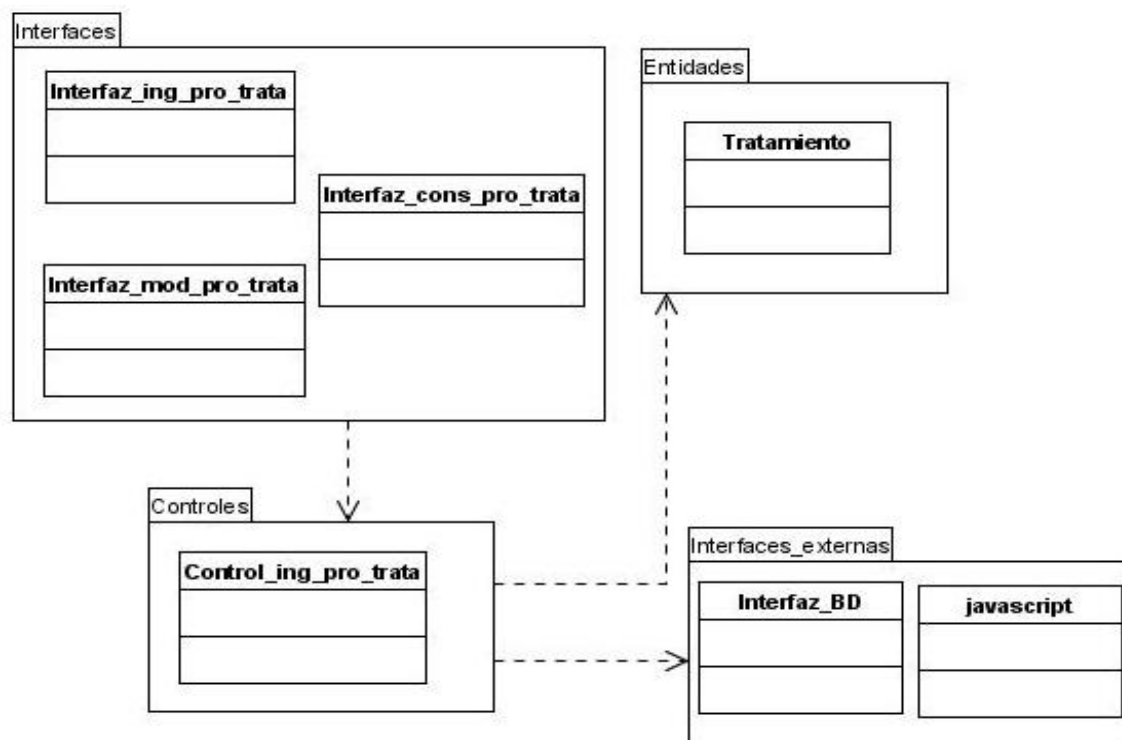 Interfaces
Interfaz_ing_pro_trata
Interfaz_cons_pro_trata
Interfaz_mod_pro_trata
Entidades
Tratamiento
Controles
Control_ing_pro_trata
Interfaces_externas
Interfaz_BD
javascript